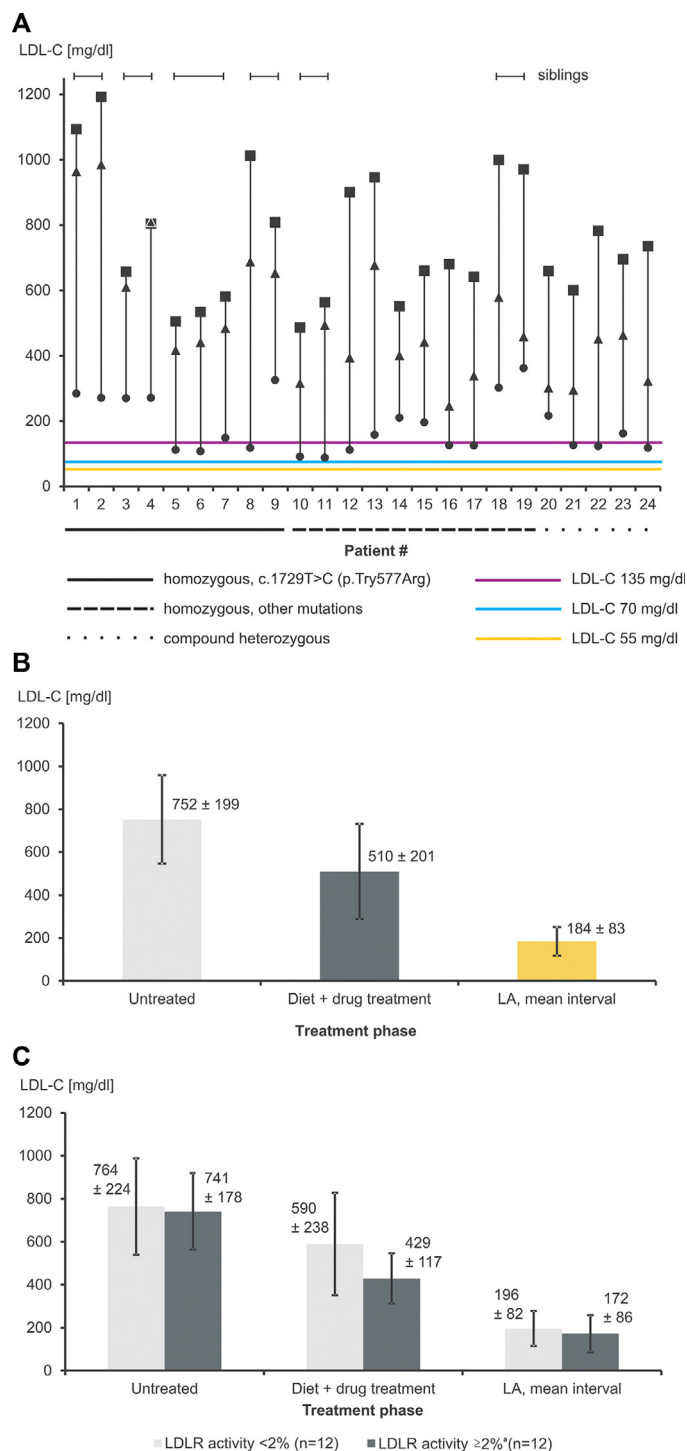 A
LDL-C [mg/dl]
siblings
1200
1000
800
600
400
200
0
1 2 3 4 5 6 7 8 9 10 11 12 13 14 15 16 17 18 19 20 21 22 23 24
Patient #
homozygous, c.1729T>C (p.Try577Arg)
LDL-C 135 mg/dl
homozygous, other mutations
LDL-C 70 mg/dl
compound heterozygous
LDL-C 55 mg/dl
B
LDL-C [mg/dl]
1200
1000
800
600
400
200
0
752 ± 199
510 ± 201
184 ± 83
Untreated
Diet + drug treatment
LA, mean interval
Treatment phase
C
LDL-C [mg/dl]
1200
1000
800
600
400
200
0
764
± 224
741
± 178
590
± 238
429
± 117
196
± 82
172
± 86
Untreated
Diet + drug treatment
LA, mean interval
Treatment phase
LDLR activity <2% (n=12)
LDLR activity ≥2%ª(n=12)